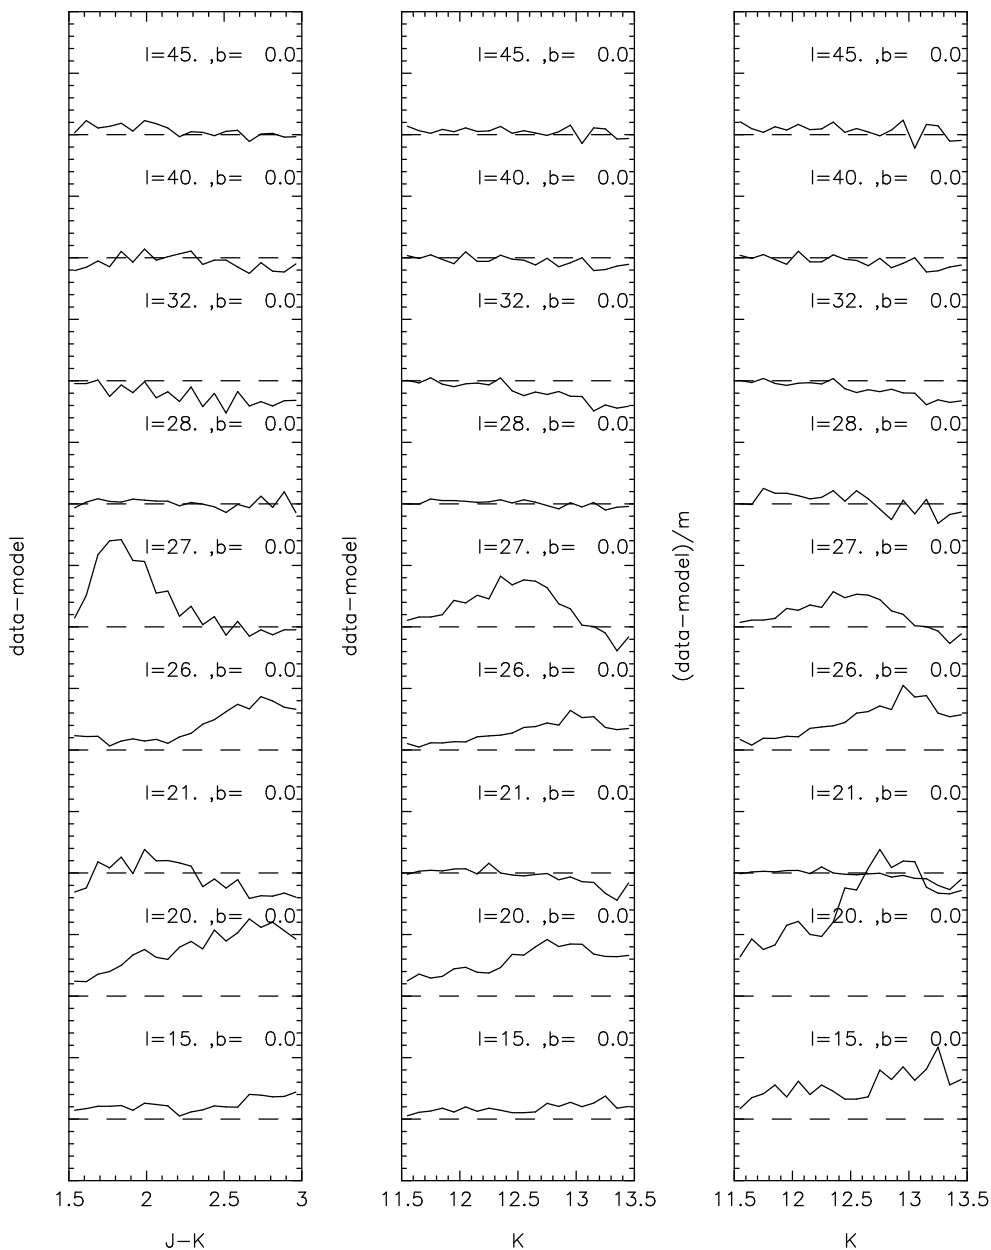 l=45. ,b= 0.0 l=45. ,b= 0.0 l=45. ,b= 0.0
l=40. ,b= 0.0 l=40. ,b= 0.0 l=40. ,b= 0.0
l=32. ,b= 0.0 l=32. ,b= 0.0 l=32. ,b= 0.0
l=28. ,b= 0.0 l=28. ,b= 0.0 l=28. ,b= 0.0
l=27. ,b= 0.0 l=27. ,b= 0.0 l=27. ,b= 0.0
data-model data-model (data-model)/m
l=26. ,b= 0.0 l=26. ,b= 0.0 l=26. ,b= 0.0
l=21. ,b= 0.0 l=21. ,b= 0.0 l=21. ,b= 0.0
l=20. ,b= 0.0 l=20. ,b= 0.0 l=20. ,b= 0.0
l=15. ,b= 0.0 l=15. ,b= 0.0 l=15. ,b= 0.0
1.5 2 2.5 3 11.5 12 12.5 13 13.5 11.5 12 12.5 13 13.5
J-K K K